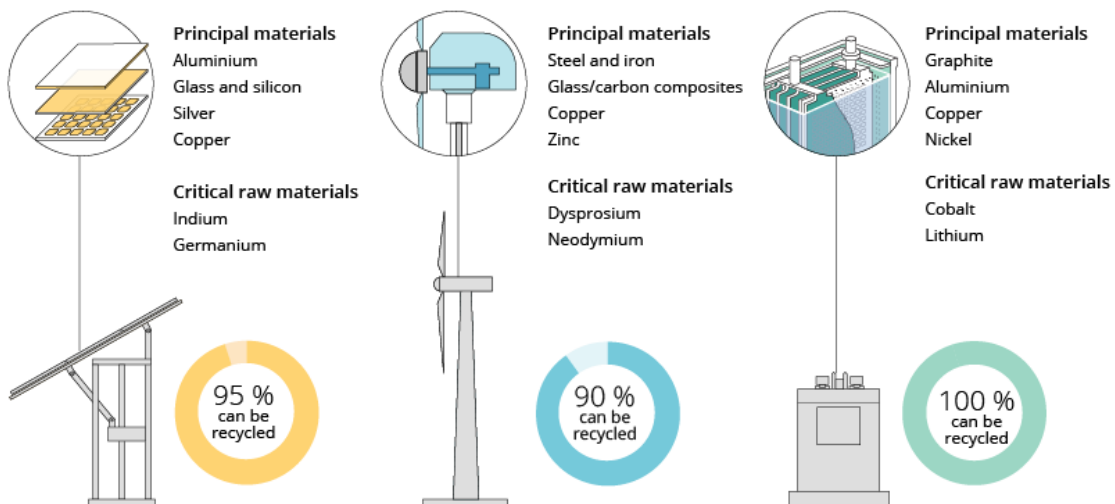 Principal materials
Aluminium
Glass and silicon
Silver
Copper
Critical raw materials
Indium
Germanium
95 %
can be
recycled
Principal materials
Steel and iron
Glass/carbon composites
Copper
Zinc
Critical raw materials
Dysprosium
Neodymium
90 %
can be
recycled
Principal materials
Graphite
Aluminium
Copper
Nickel
Critical raw materials
Cobalt
Lithium
100 %
can be
recycled